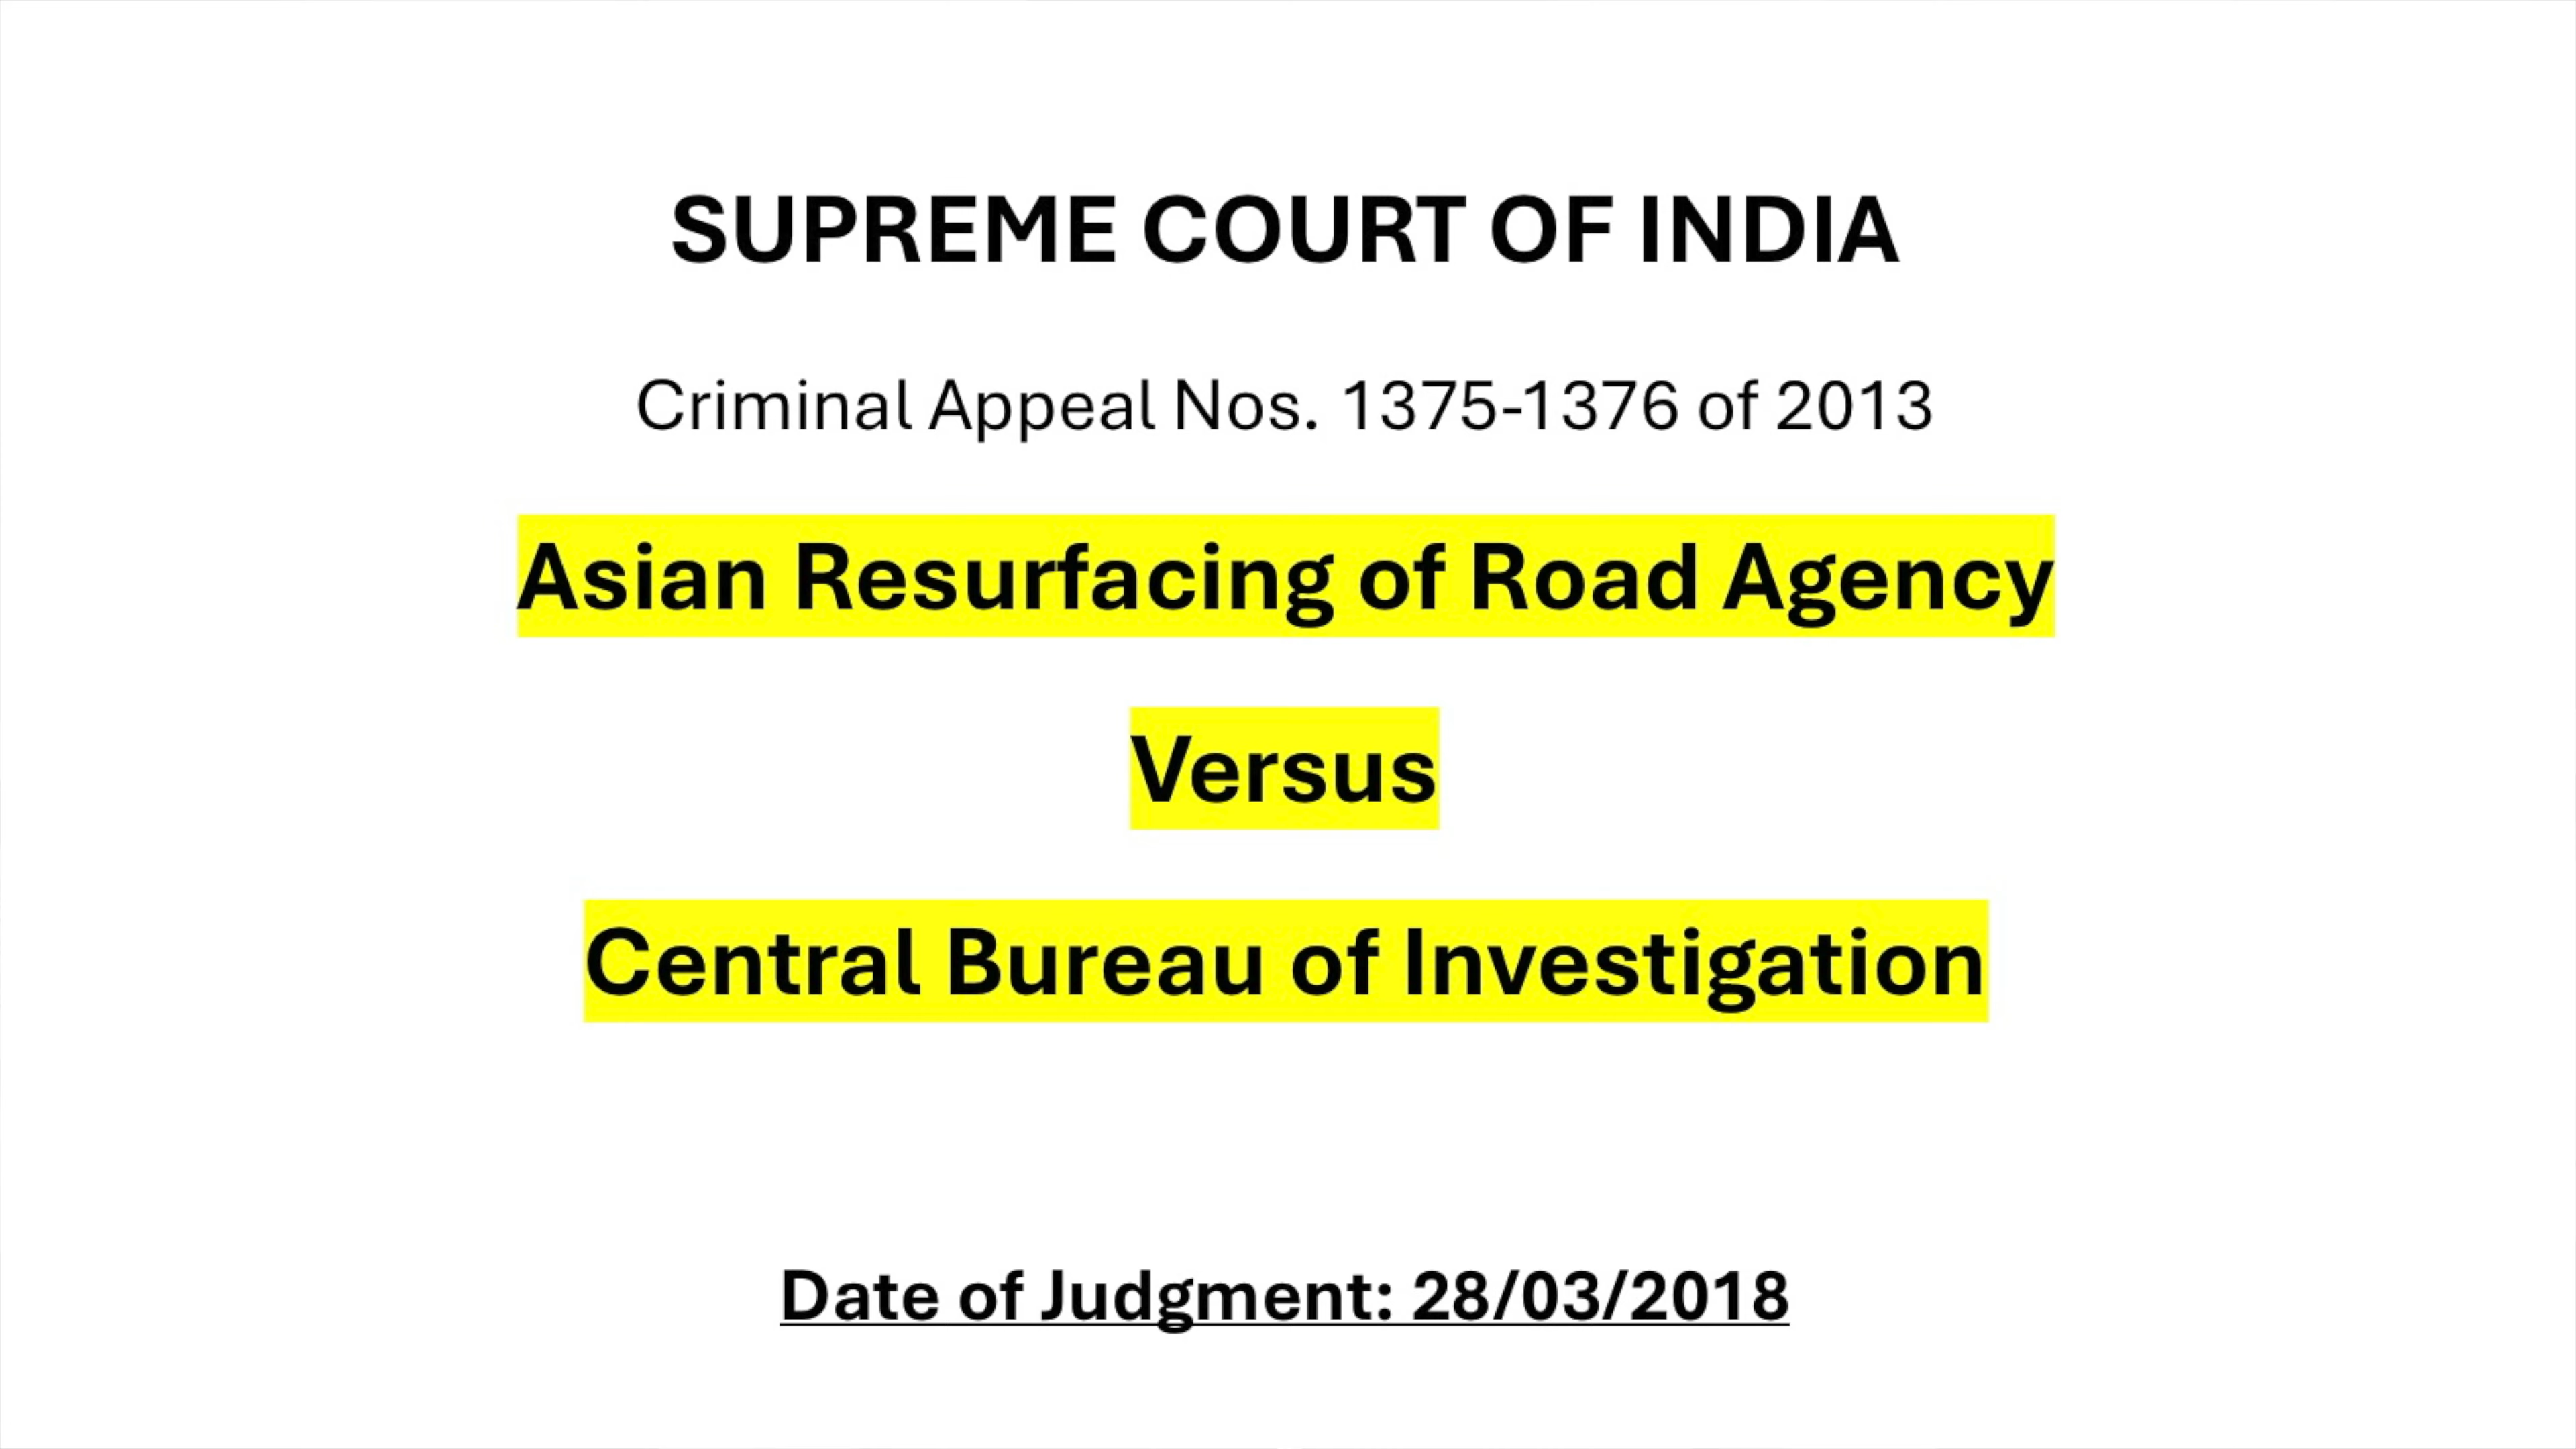 SUPREME COURT OF INDIA
Criminal Appeal Nos. 1375-1376 of 2013
Asian Resurfacing of Road Agency
Versus
Central Bureau of Investigation
Date of Judgment: 28/03/2018